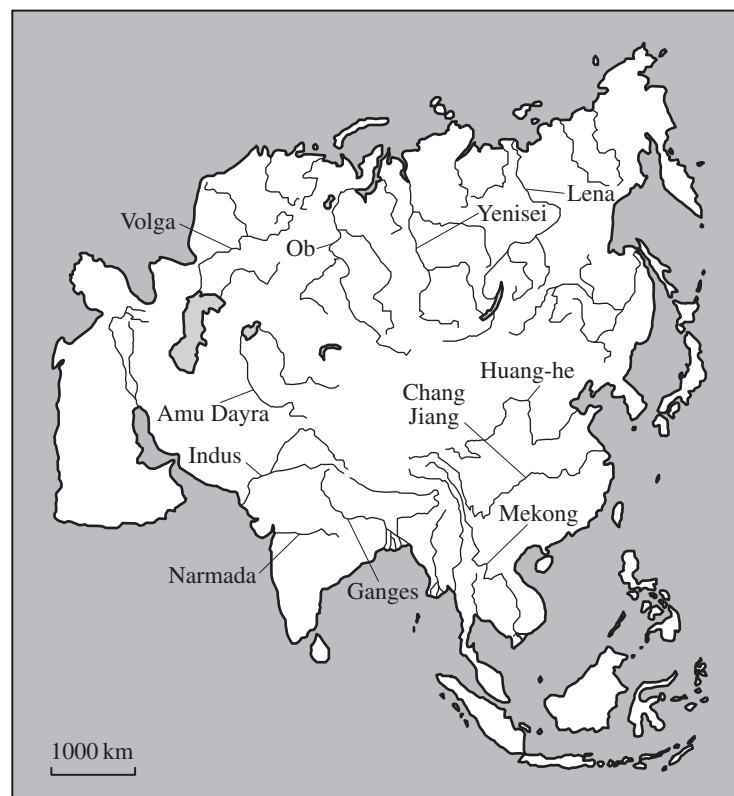 Lena
Yenisei
Volga
Ob
Huang-he
Chang
Jiang
Amu Dayra
Indus
Mekong
Narmada
Ganges
1000 km